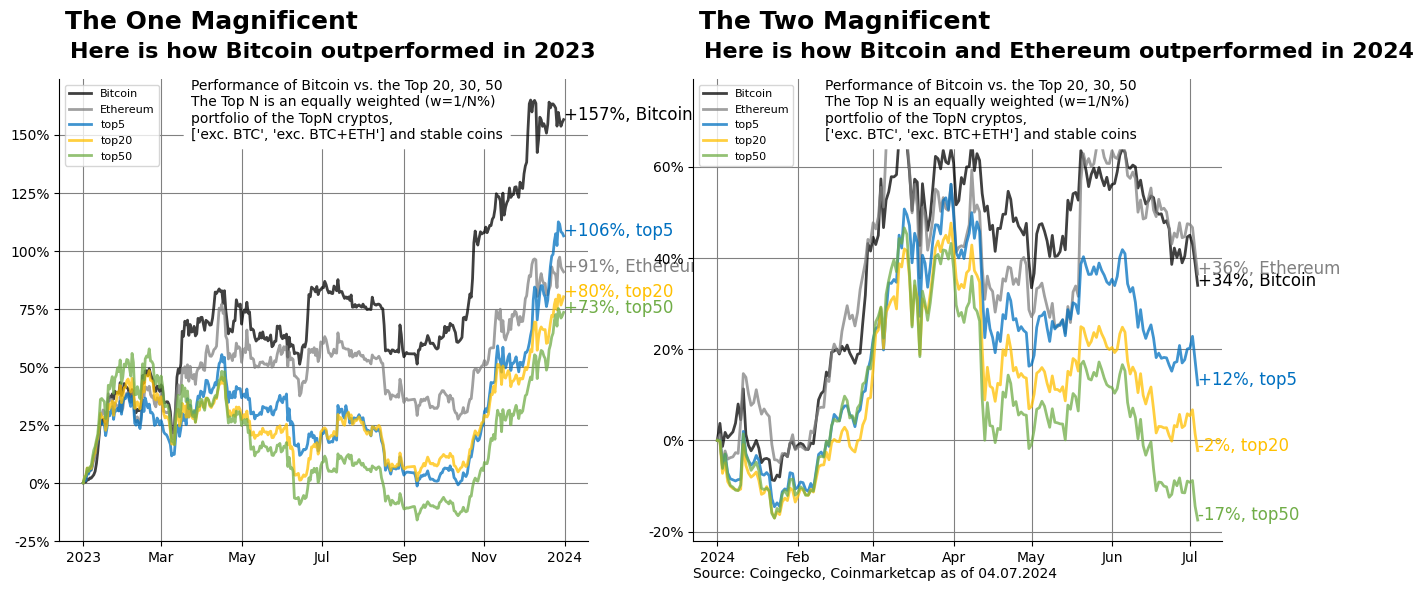 The One Magnificent
Here is how Bitcoin outperformed in 2023
Bitcoin
Ethereum
top5
top20
top50
Performance of Bitcoin vs. the Top 20, 30, 50
The Top N is an equally weighted (w=1/N%)
portfolio of the TopN cryptos,
['exc. BTC', 'exc. BTC+ETH'] and stable coins
150%
125%
100%
75%
50%
25%
0%
-25%
+157%, Bitcoin
+106%, top5
+91%, Ethereu
+80%, top20
+73%, top50
2023
Mar
May
Jul
Sep
Nov
2024
The Two Magnificent
Here is how Bitcoin and Ethereum outperformed in 2024
Bitcoin
Ethereum
top5
top20
top50
Performance of Bitcoin vs. the Top 20, 30, 50
The Top N is an equally weighted (w=1/N%)
portfolio of the TopN cryptos,
['exc. BTC', 'exc. BTC+ETH'] and stable coins
60%
40%
20%
0%
-20%
+36%, Ethereum
+34%, Bitcoin
+12%, top5
-2%, top20
-17%, top50
2024
Feb
Mar
Apr
May
Jun
Jul
Source: Coingecko, Coinmarketcap as of 04.07.2024